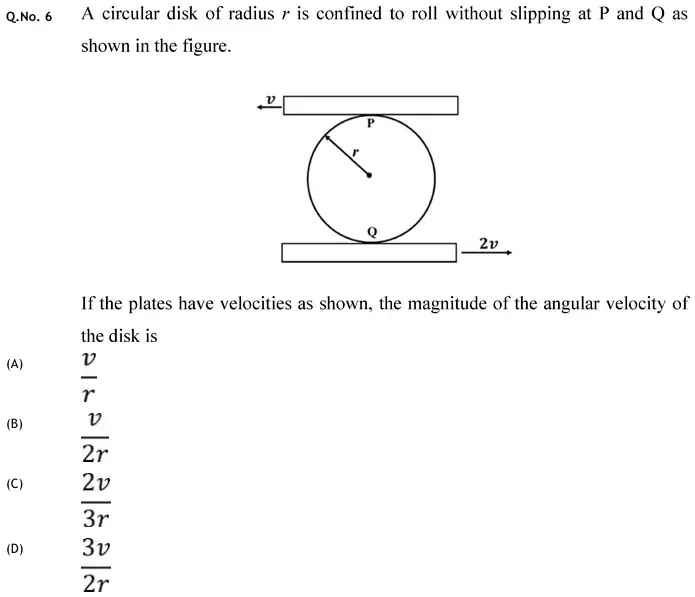 Q.No. 6 A circular disk of radius r is confined to roll without slipping at P and Q as
shown in the figure.
v
P
r
Q
2v
If the plates have velocities as shown, the magnitude of the angular velocity of
the disk is
(A) v/r
(B) v/2r
(C) 2v/3r
(D) 3v/2r